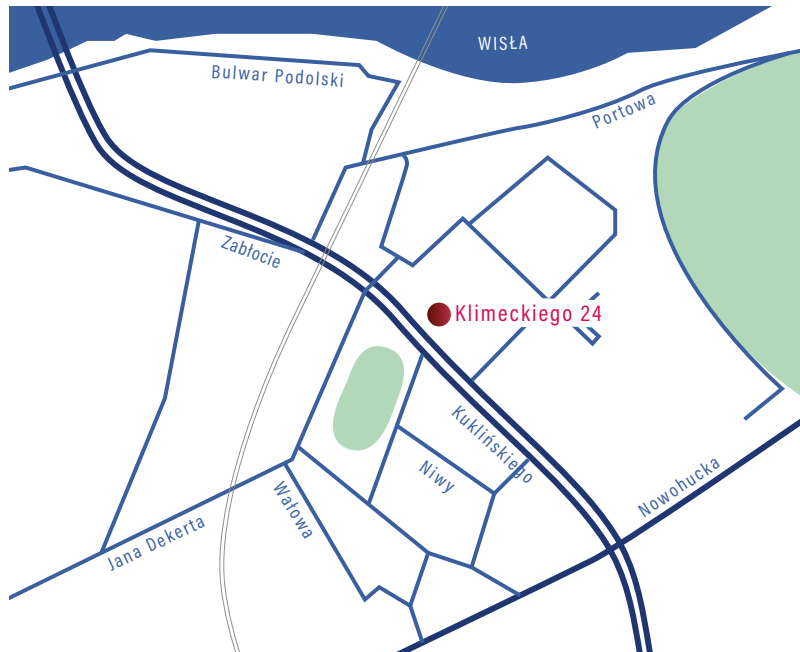 WISŁA
Bulwar Podolski
Portowa
Zabłocie
Klimeckiego 24
Kuklińskiego
Niwy
Nowohucka
Wałowa
Jana Dekerta